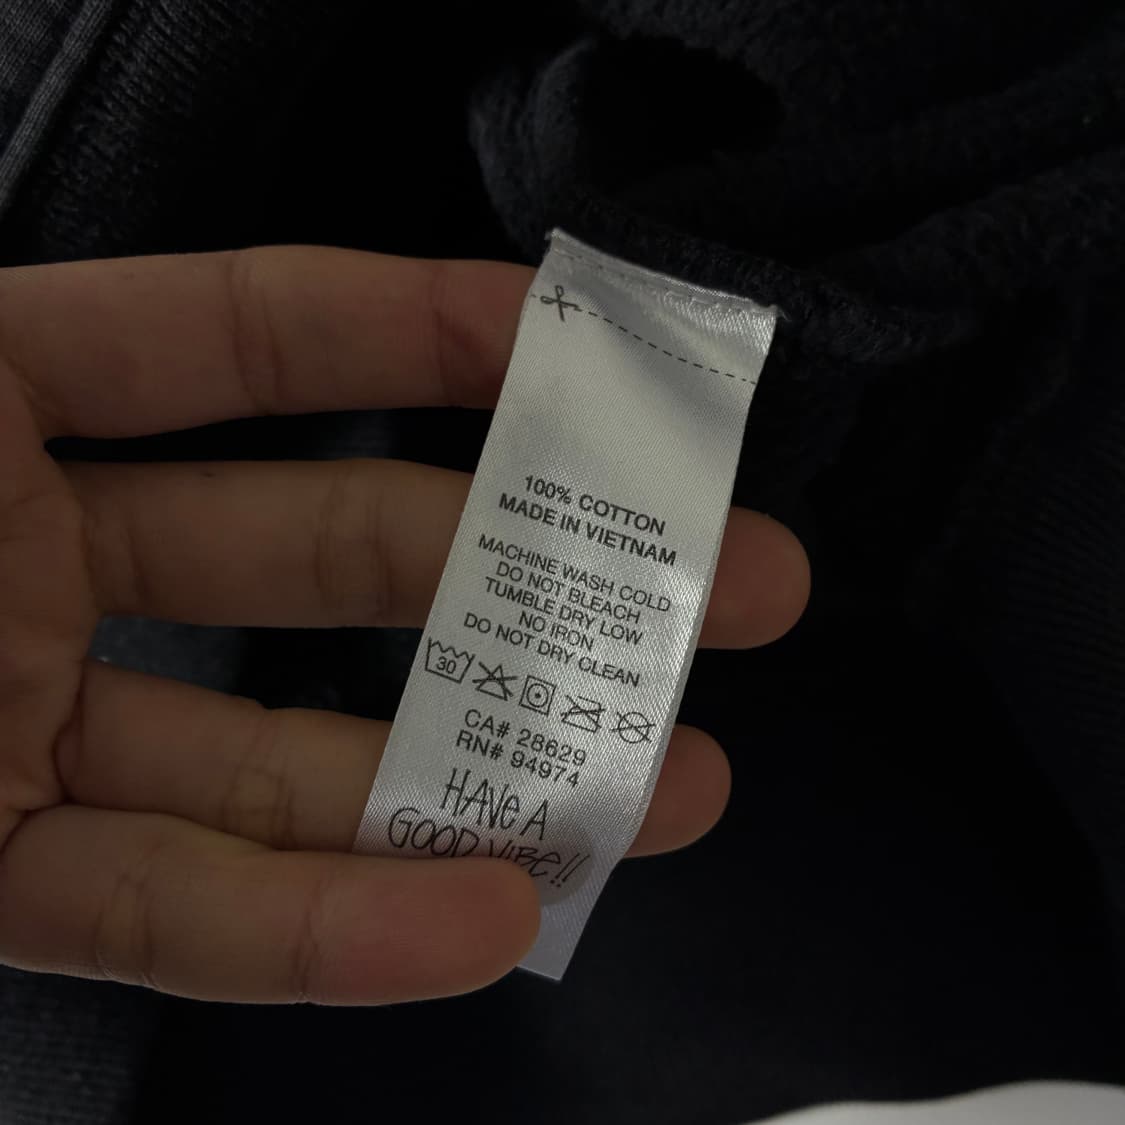 100% COTTON
MADE IN VIETNAM
MACHINE WASH COLD
DO NOT BLEACH
TUMBLE DRY LOW
NO IRON
DO NOT DRY CLEAN
30
CA# 28629
RN# 94974
HAVE A
GOOD VIBE!!